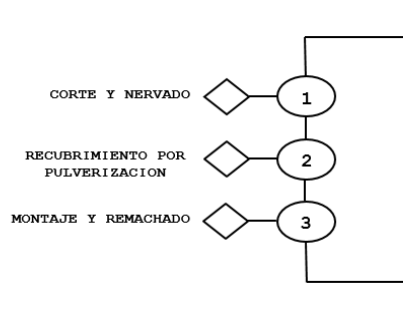 CORTE Y NERVADO
1
RECUBRIMIENTO POR
PULVERIZACION
2
MONTAJE Y REMACHADO
3